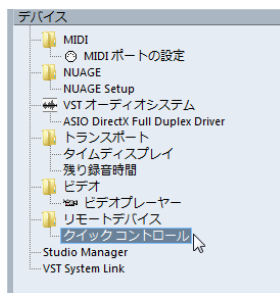 デバイス
MIDI
MIDI ポートの設定
NUAGE
NUAGE Setup
VST オーディオシステム
ASIO DirectX Full Duplex Driver
トランスポート
タイムディスプレイ
残り録音時間
ビデオ
ビデオプレーヤー
リモートデバイス
クイックコントロール
Studio Manager
VST System Link